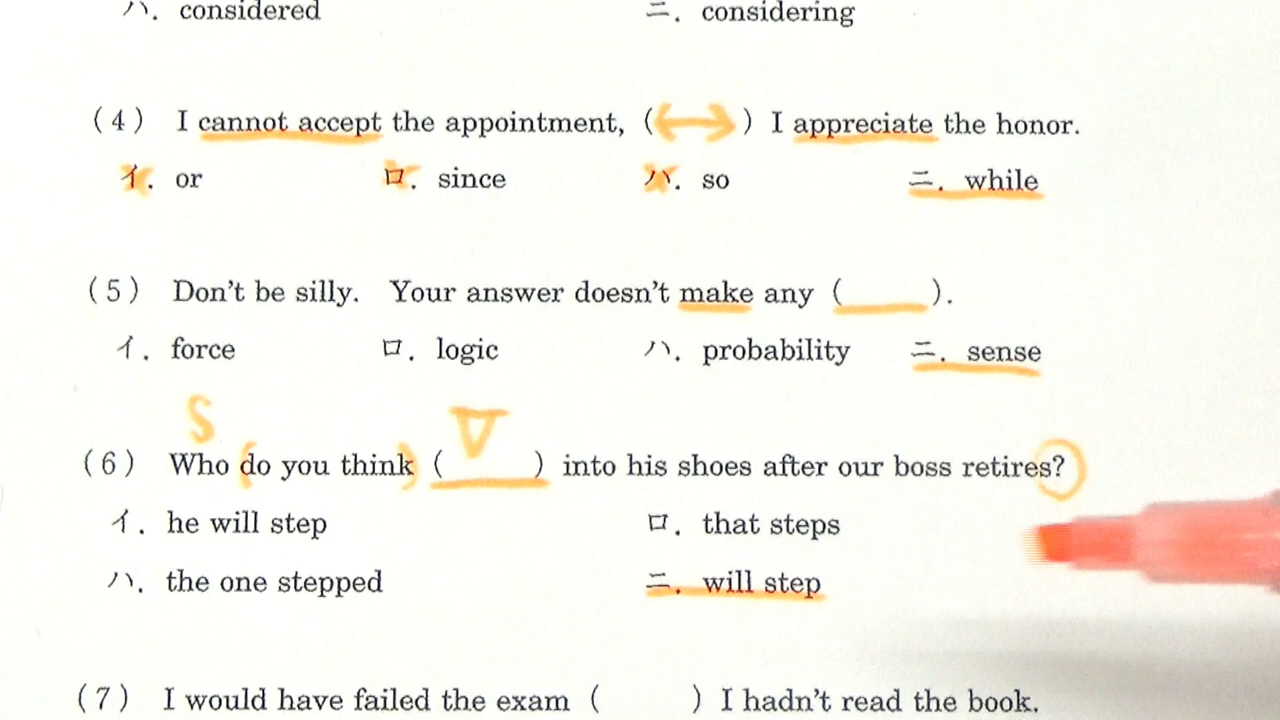 ハ. considered ニ. considering
(4) I cannot accept the appointment, ( ) I appreciate the honor.
イ. or ロ. since ハ. so ニ. while
(5) Don't be silly. Your answer doesn't make any ( ).
イ. force ロ. logic ハ. probability ニ. sense
S V
(6) Who do you think ( ) into his shoes after our boss retires?
イ. he will step ロ. that steps
ハ. the one stepped ニ. will step
(7) I would have failed the exam ( ) I hadn't read the book.